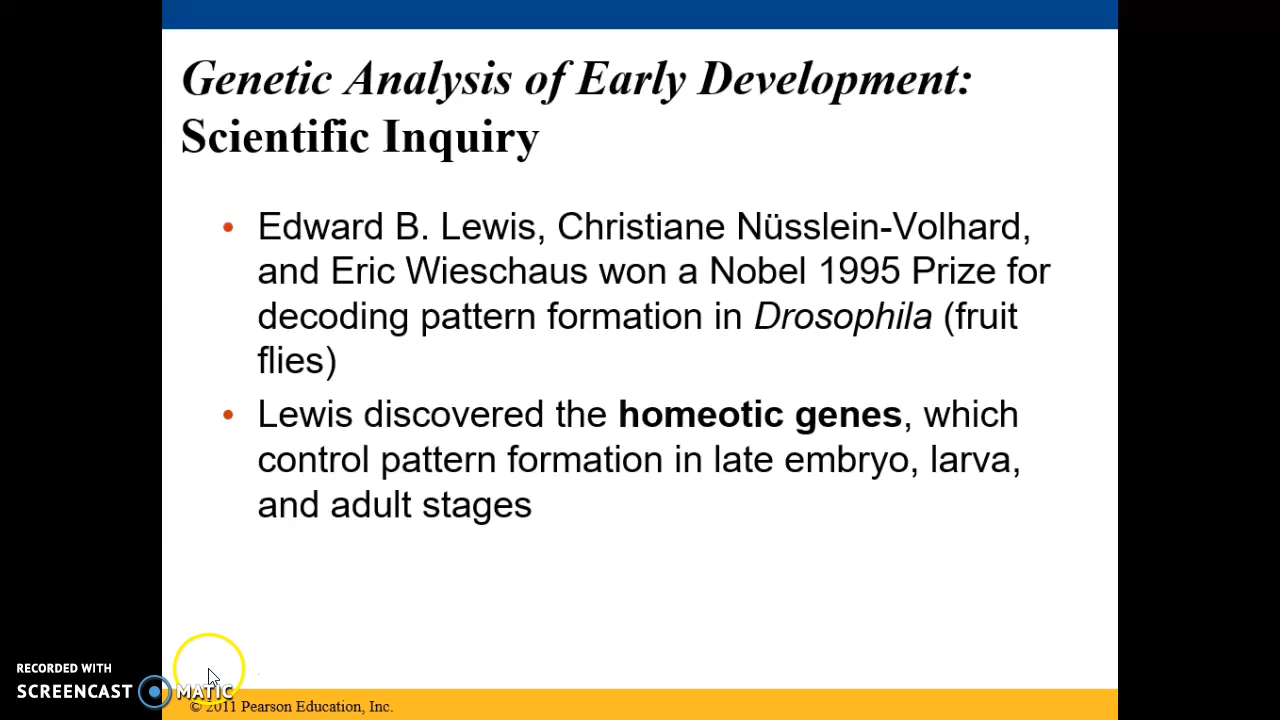 Genetic Analysis of Early Development:
Scientific Inquiry
• Edward B. Lewis, Christiane Nüsslein-Volhard,
and Eric Wieschaus won a Nobel 1995 Prize for
decoding pattern formation in Drosophila (fruit
flies)
• Lewis discovered the homeotic genes, which
control pattern formation in late embryo, larva,
and adult stages
RECORDED WITH
SCREENCAST MATIC
© 2011 Pearson Education, Inc.